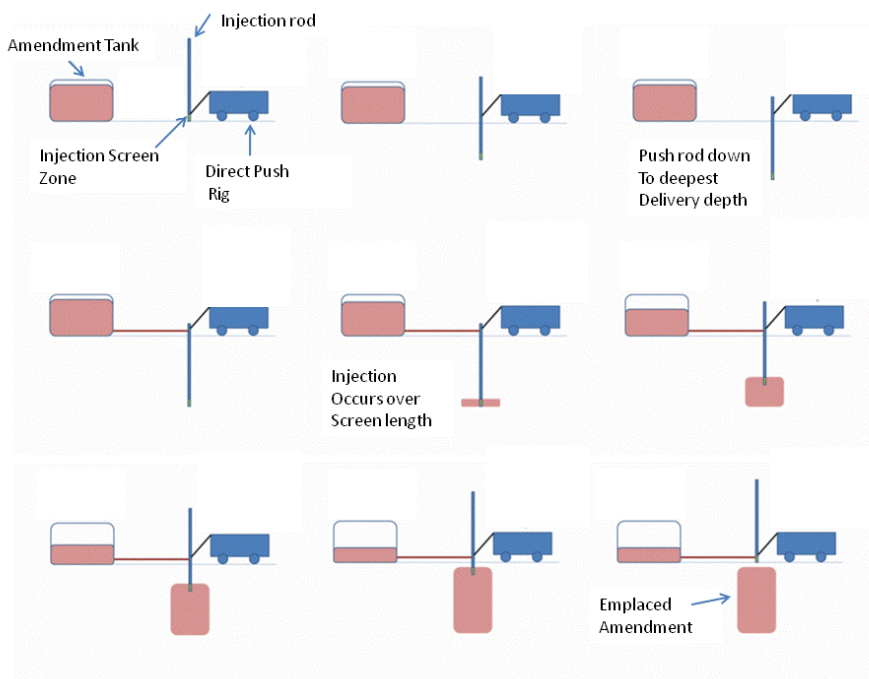 Injection rod
Amendment Tank
Injection Screen
Zone
Direct Push
Rig
Push rod down
To deepest
Delivery depth
Injection
Occurs over
Screen length
Emplaced
Amendment